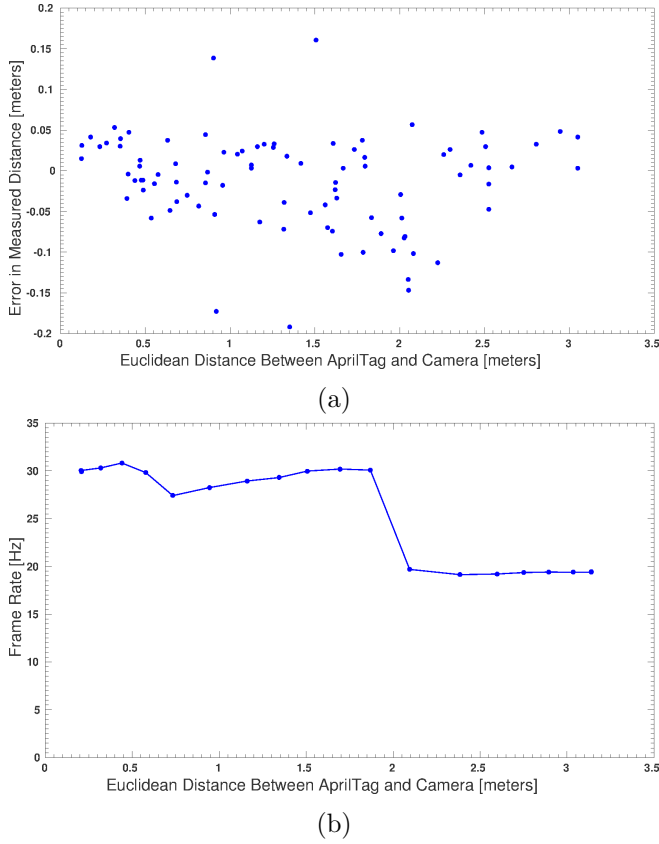 0.2
0.15
0.1
0.05
0
-0.05
-0.1
-0.15
-0.2
Error in Measured Distance [meters]
0 0.5 1 1.5 2 2.5 3 3.5
Euclidean Distance Between AprilTag and Camera [meters]
(a)
35
30
25
20
15
10
5
0
Frame Rate [Hz]
0 0.5 1 1.5 2 2.5 3 3.5
Euclidean Distance Between AprilTag and Camera [meters]
(b)